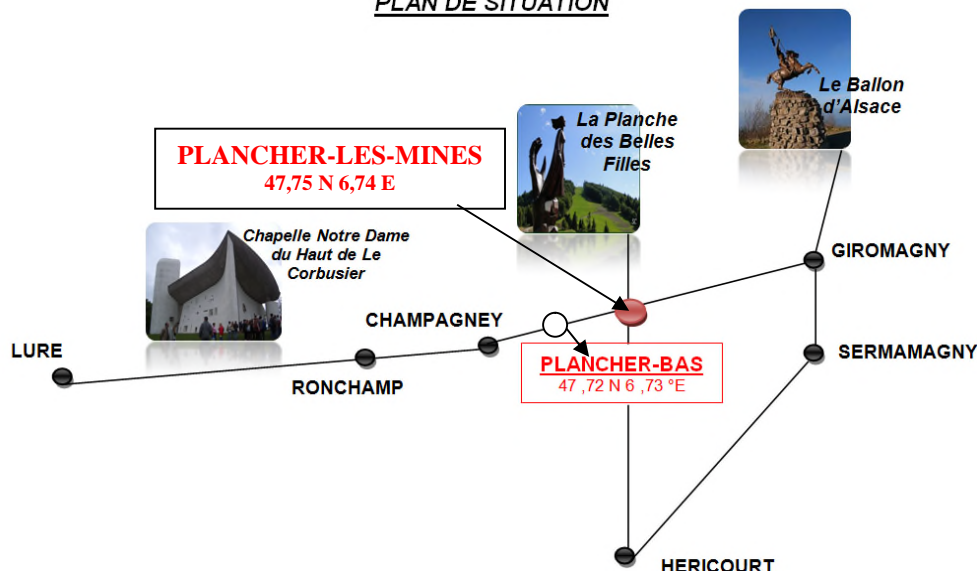 PLAN DE SITUATION
Le Ballon
d'Alsace
La Planche
des Belles
Filles
PLANCHER-LES-MINES
47,75 N 6,74 E
Chapelle Notre Dame
du Haut de Le
Corbusier
GIROMAGNY
CHAMPAGNEY
LURE
SERMAMAGNY
RONCHAMP
PLANCHER-BAS
47 ,72 N 6 ,73 °E
HERICOURT